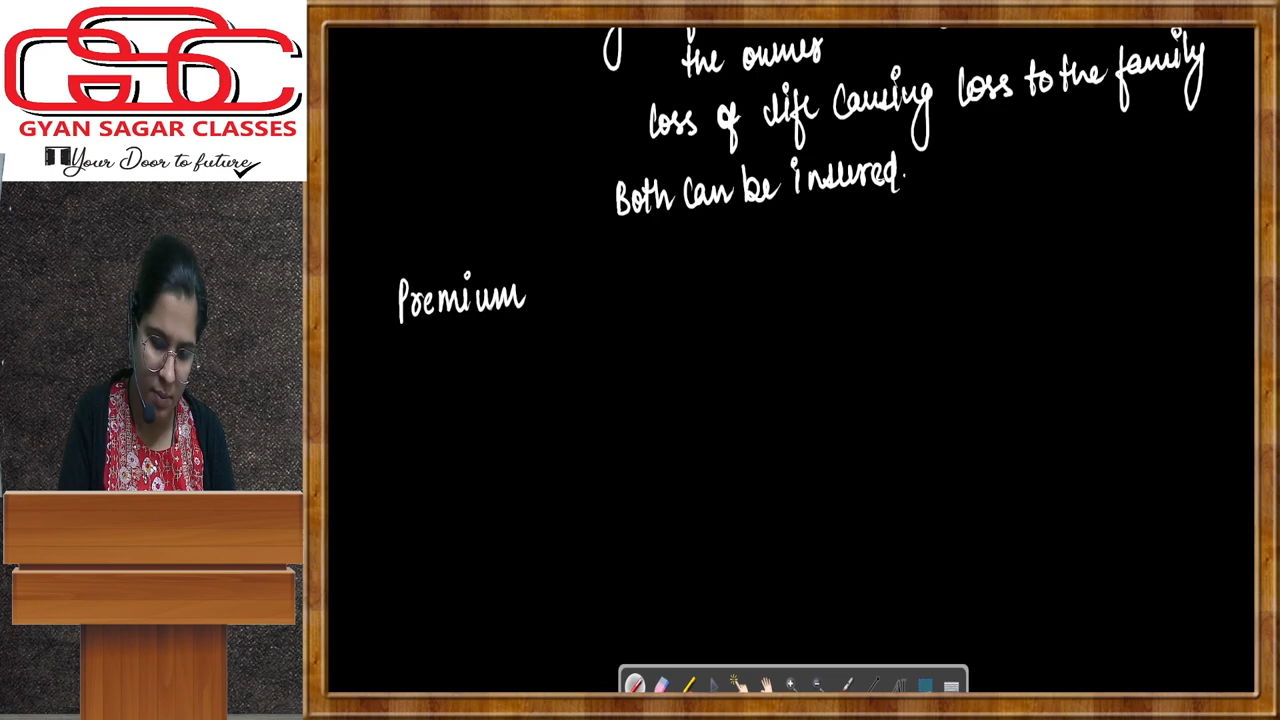 GSC
GYAN SAGAR CLASSES
Your Door to future
the owner
loss of life causing loss to the family
Both can be insured.
Premium